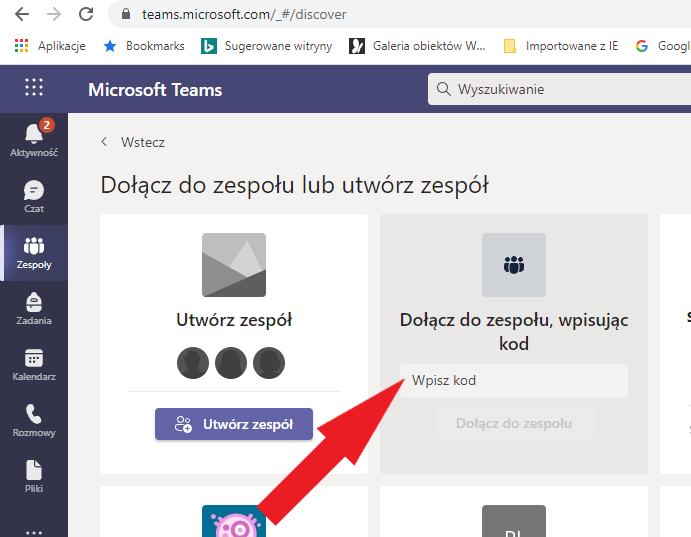 teams.microsoft.com/_#/discover
Aplikacje Bookmarks Sugerowane witryny Galeria obiektów W... Importowane z IE Googl
Microsoft Teams
Wyszukiwanie
2
Aktywność
Czat
Zespoły
Zadania
Kalendarz
Rozmowy
Pliki
Wstecz
Dołącz do zespołu lub utwórz zespół
Utwórz zespół
Utwórz zespół
Dołącz do zespołu, wpisując
kod
Wpisz kod
Dołącz do zespołu